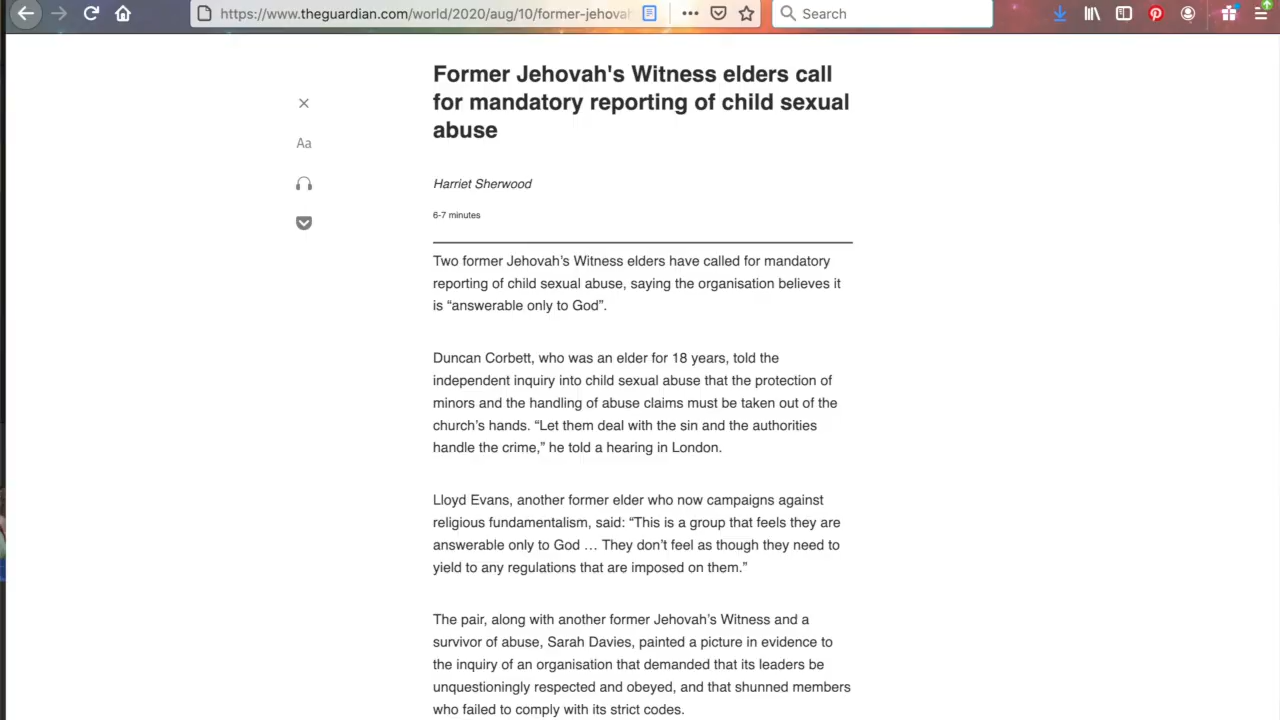 https://www.theguardian.com/world/2020/aug/10/former-jehovah
Search
Former Jehovah's Witness elders call
for mandatory reporting of child sexual
abuse
Aa
Harriet Sherwood
6-7 minutes
Two former Jehovah’s Witness elders have called for mandatory
reporting of child sexual abuse, saying the organisation believes it
is “answerable only to God”.
Duncan Corbett, who was an elder for 18 years, told the
independent inquiry into child sexual abuse that the protection of
minors and the handling of abuse claims must be taken out of the
church’s hands. “Let them deal with the sin and the authorities
handle the crime,” he told a hearing in London.
Lloyd Evans, another former elder who now campaigns against
religious fundamentalism, said: “This is a group that feels they are
answerable only to God … They don’t feel as though they need to
yield to any regulations that are imposed on them.”
The pair, along with another former Jehovah’s Witness and a
survivor of abuse, Sarah Davies, painted a picture in evidence to
the inquiry of an organisation that demanded that its leaders be
unquestioningly respected and obeyed, and that shunned members
who failed to comply with its strict codes.